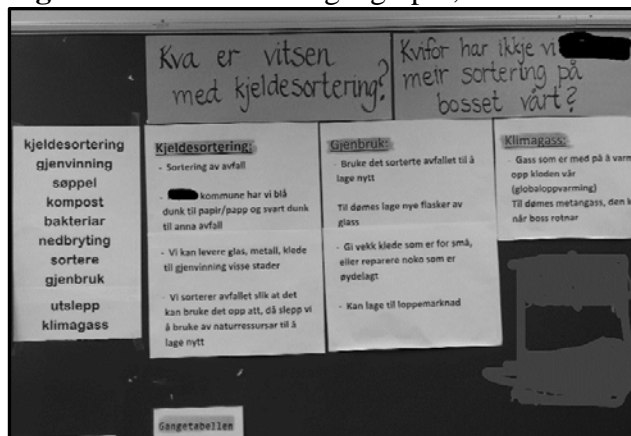 Kva er vitsen
med kjeldesortering?
Kvifor har ikkje vi
meir sortering på
bosset vårt?
kjeldesortering
gjenvinning
søppel
kompost
bakteriar
nedbryting
sortere
gjenbruk
utslepp
klimagass
Kjeldesortering:
- Sortering av avfall
- kommune har vi blå
dunk til papir/papp og svart dunk
til anna avfall
- Vi kan levere glas, metall, klede
til gjenvinning visse stader
- Vi sorterer avfallet slik at det
kan bruke det opp att, då slepp vi
å bruke av naturressursar til å
lage nytt
Gjenbruk:
- Bruke det sorterte avfallet til å
lage nytt
Til dømes lage nye flasker av
glass
- Gi vekk klede som er for små,
eller reparere noko som er
øydelagt
- Kan lage til loppemarknad
Klimagass:
- Gass som er med på å varm
opp kloden vår
(globaloppvarming)
Til dømes metangass, den k
når boss rotnar
Gangetabellen